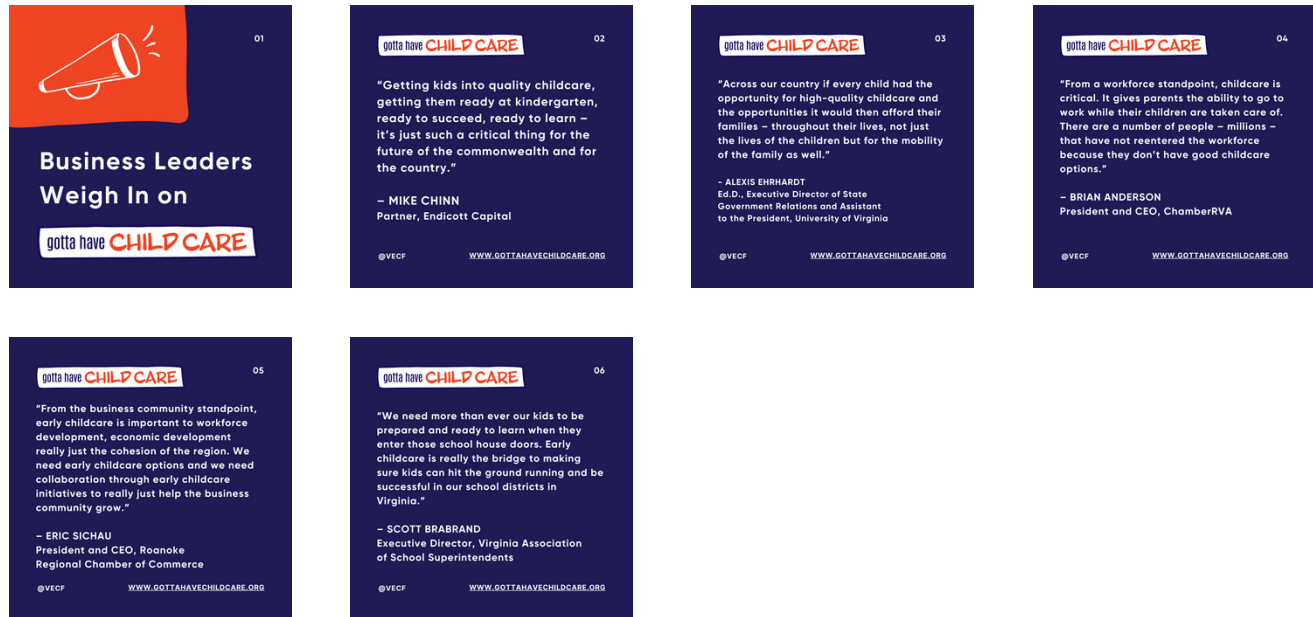 01
Business Leaders
Weigh In on
gotta have CHILD CARE
gotta have CHILD CARE
02
“Getting kids into quality childcare,
getting them ready at kindergarten,
ready to succeed, ready to learn –
it’s just such a critical thing for the
future of the commonwealth and for
the country.”
– MIKE CHINN
Partner, Endicott Capital
@VECF
WWW.GOTTAHAVECHILDCARE.ORG
gotta have CHILD CARE
03
“Across our country if every child had the
opportunity for high-quality childcare and
the opportunities it would then afford their
families – throughout their lives, not just
the lives of the children but for the mobility
of the family as well.”
- ALEXIS EHRHARDT
Ed.D., Executive Director of State
Government Relations and Assistant
to the President, University of Virginia
@VECF
WWW.GOTTAHAVECHILDCARE.ORG
gotta have CHILD CARE
04
“From a workforce standpoint, childcare is
critical. It gives parents the ability to go to
work while their children are taken care of.
There are a number of people – millions –
that have not reentered the workforce
because they don’t have good childcare
options.”
– BRIAN ANDERSON
President and CEO, ChamberRVA
@VECF
WWW.GOTTAHAVECHILDCARE.ORG
gotta have CHILD CARE
05
“From the business community standpoint,
early childcare is important to workforce
development, economic development
really just the cohesion of the region. We
need early childcare options and we need
collaboration through early childcare
initiatives to really just help the business
community grow.”
– ERIC SICHAU
President and CEO, Roanoke
Regional Chamber of Commerce
@VECF
WWW.GOTTAHAVECHILDCARE.ORG
gotta have CHILD CARE
06
“We need more than ever our kids to be
prepared and ready to learn when they
enter those school house doors. Early
childcare is really the bridge to making
sure kids can hit the ground running and be
successful in our school districts in
Virginia.”
– SCOTT BRABRAND
Executive Director, Virginia Association
of School Superintendents
@VECF
WWW.GOTTAHAVECHILDCARE.ORG